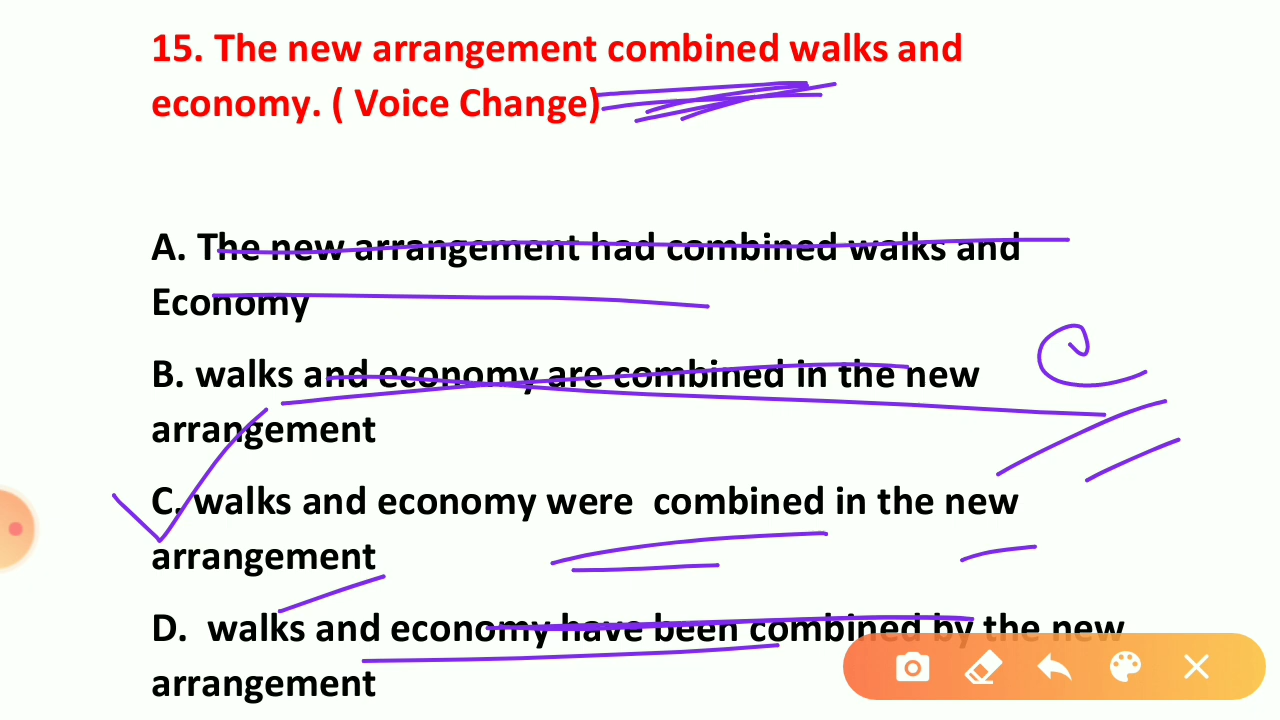 15. The new arrangement combined walks and
economy. ( Voice Change)
A. The new arrangement had combined walks and
Economy
B. walks and economy are combined in the new
arrangement
C. walks and economy were  combined in the new
arrangement
D.  walks and economy have been combined by the new
arrangement